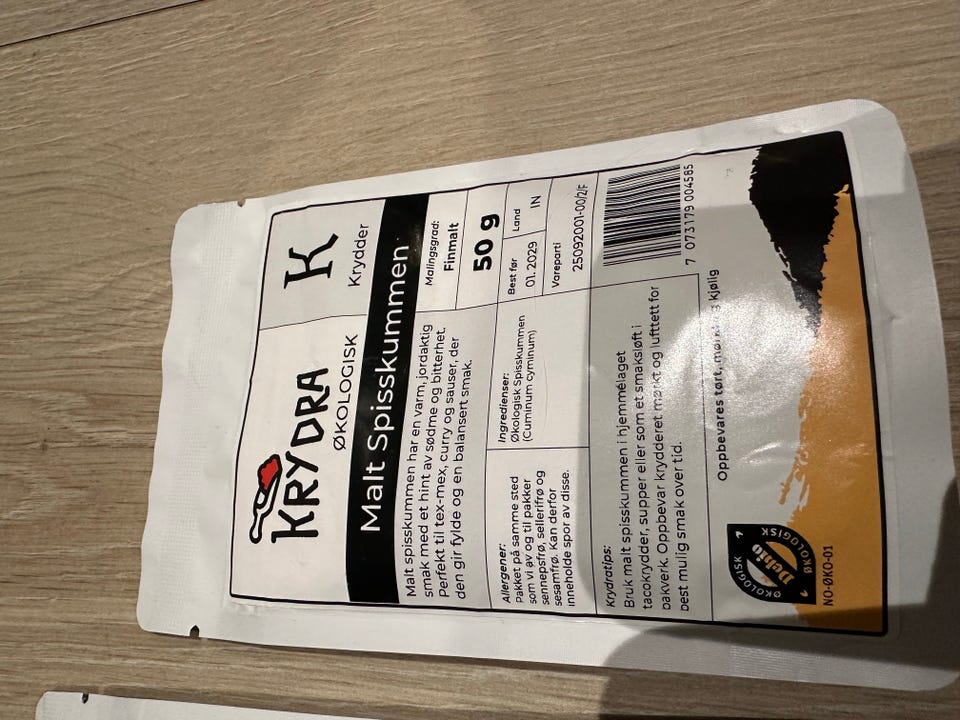 KRYDRA
ØKOLOGISK
K
Krydder
Malt Spisskummen
Malt spisskummen har en varm, jordaktig
smak med et hint av sødme og bitterhet.
Perfekt til tex-mex, curry og sauser, der
den gir fylde og en balansert smak.
Malingsgrad:
Finmalt
50 g
Allergener:
Pakket på samme sted
som vi av og til pakker
sennepsfrø, sellerifrø og
sesamfrø. Kan derfor
inneholde spor av disse.
Ingredienser:
Økologisk Spisskummen
(Cuminum cyminum)
Best før
01. 2029
Land
IN
Vareparti
25092001-00/2/F
Krydratips:
Bruk malt spisskummen i hjemmelaget
tacokrydder, supper eller som et smaksløft i
bakverk. Oppbevar krydderet mørkt og lufttett for
best mulig smak over tid.
7 073179 004585
Oppbevares tørt, mørkt og kjølig
ØKOLOGISK
Debio
ØKOLOGISK
NO-ØKO-01